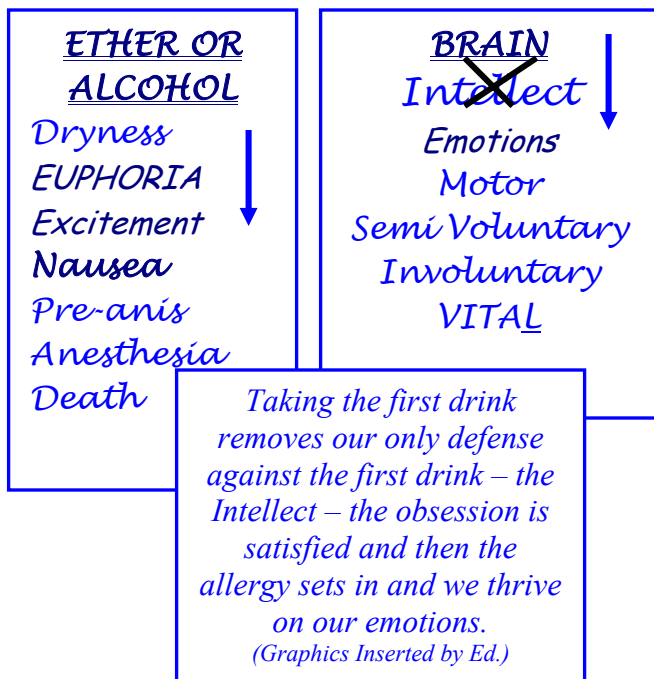 ETHER OR
ALCOHOL
Dryness
EUPHORIA
Excitement
Nausea
Pre-anis
Anesthesia
Death
BRAIN
Intellect
Emotions
Motor
Semi Voluntary
Involuntary
VITAL
Taking the first drink
removes our only defense
against the first drink – the
Intellect – the obsession is
satisfied and then the
allergy sets in and we thrive
on our emotions.
(Graphics Inserted by Ed.)